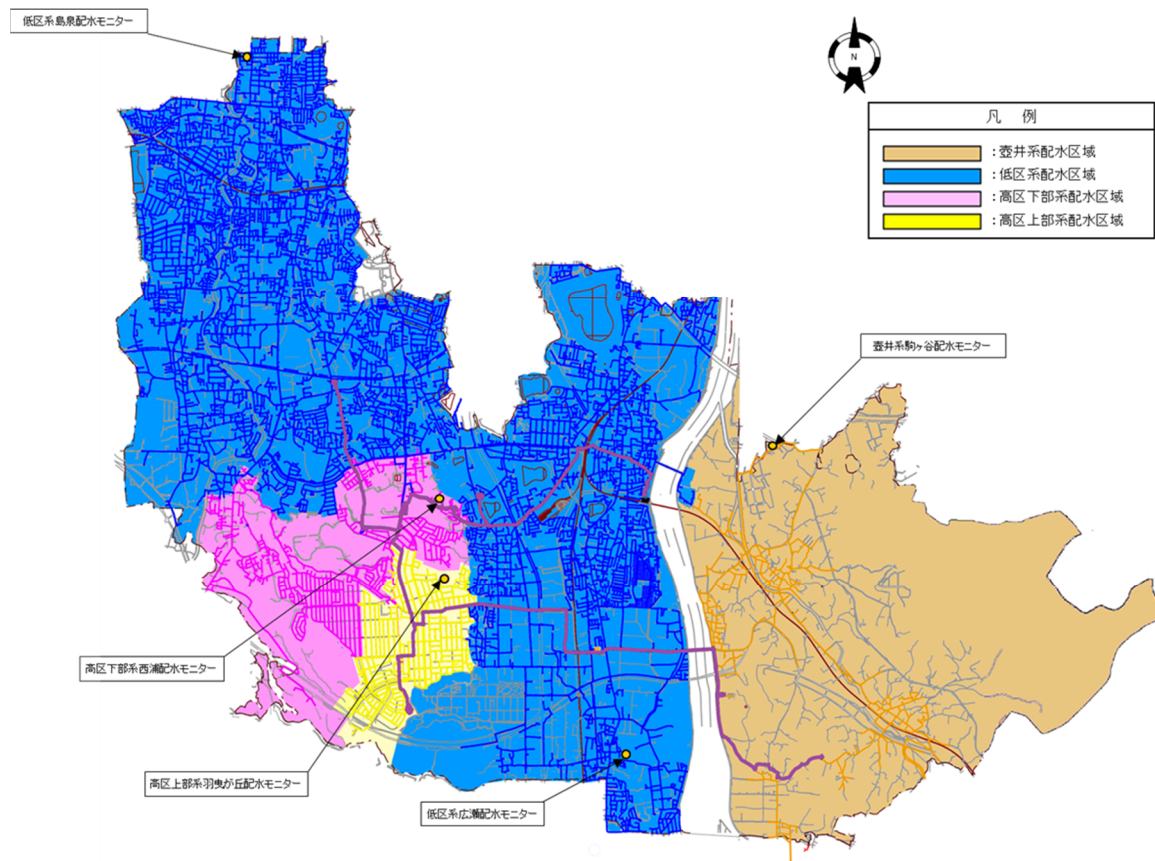 低区系島泉配水モニター
N
凡 例
：壺井系配水区域
：低区系配水区域
：高区下部系配水区域
：高区上部系配水区域
壺井系駒ヶ谷配水モニター
高区下部系西浦配水モニター
高区上部系羽曳が丘配水モニター
低区系広瀬配水モニター